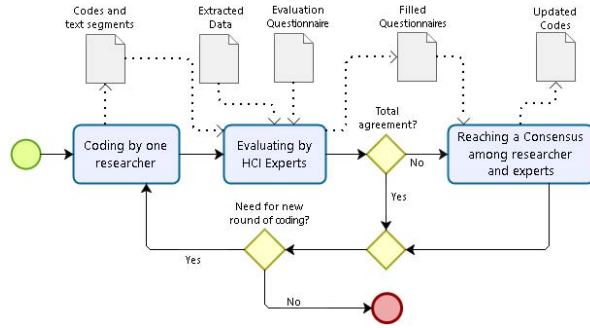 Codes and
text segments
Extracted
Data
Evaluation
Questionnaire
Filled
Questionnaires
Updated
Codes
Coding by one
researcher
Evaluating by
HCI Experts
Total
agreement?
No
Yes
Reaching a Consensus
among researcher
and experts
Need for new
round of coding?
Yes
No